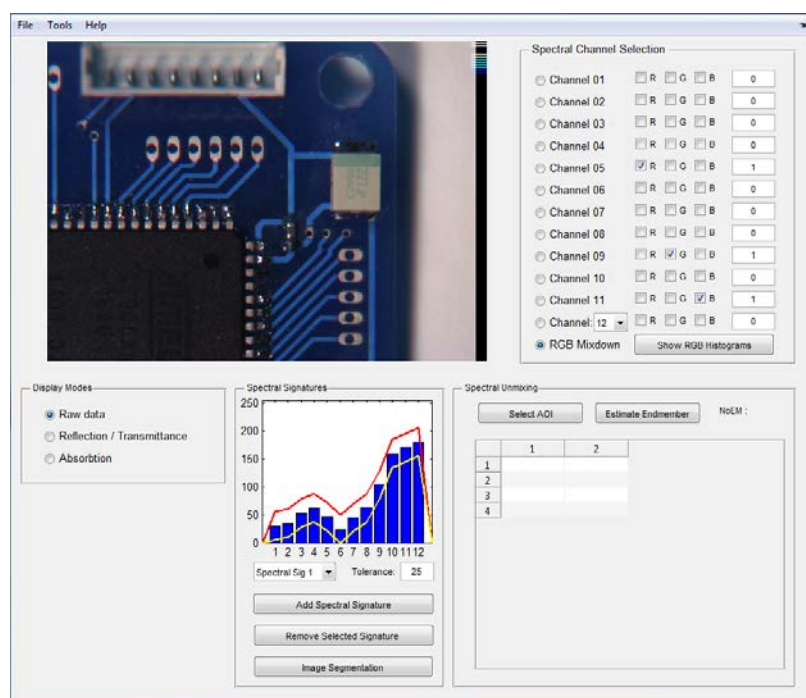 File Tools Help
Spectral Channel Selection
Channel 01 R G B 0
Channel 02 R G B 0
Channel 03 R G B 0
Channel 04 R G B 0
Channel 05 R G B 1
Channel 06 R G B 0
Channel 07 R G B 0
Channel 08 R G B 0
Channel 09 R G B 1
Channel 10 R G B 0
Channel 11 R G B 1
Channel: 12 R G B 0
RGB Mixdown Show RGB Histograms
Display Modes
Raw data
Reflection / Transmittance
Absorbtion
Spectral Signatures
250
200
150
100
50
0
1 2 3 4 5 6 7 8 9 10 11 12
Spectral Sig 1 Tolerance: 25
Add Spectral Signature
Remove Selected Signature
Image Segmentation
Spectral Unmixing
Select AOI Estimate Endmember NoEM :
1 2
1
2
3
4